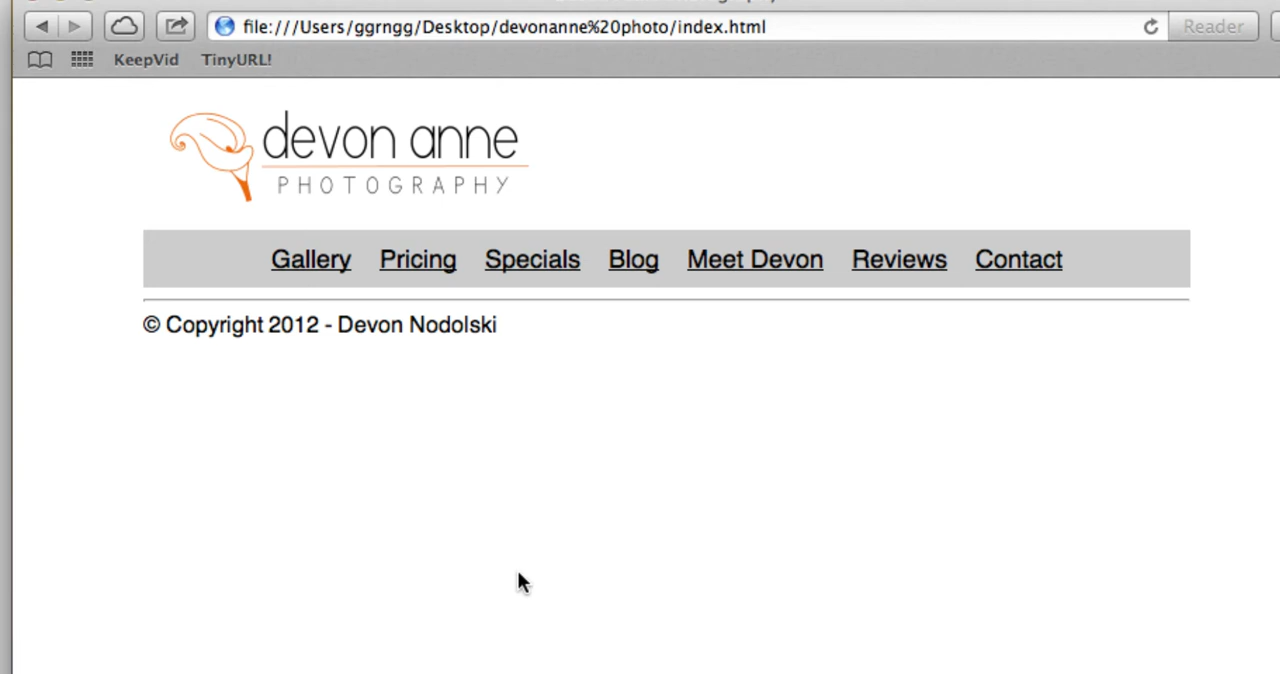 file:///Users/ggrngg/Desktop/devonanne%20photo/index.html
Reader
KeepVid TinyURL!
devon anne
PHOTOGRAPHY
Gallery Pricing Specials Blog Meet Devon Reviews Contact
© Copyright 2012 - Devon Nodolski